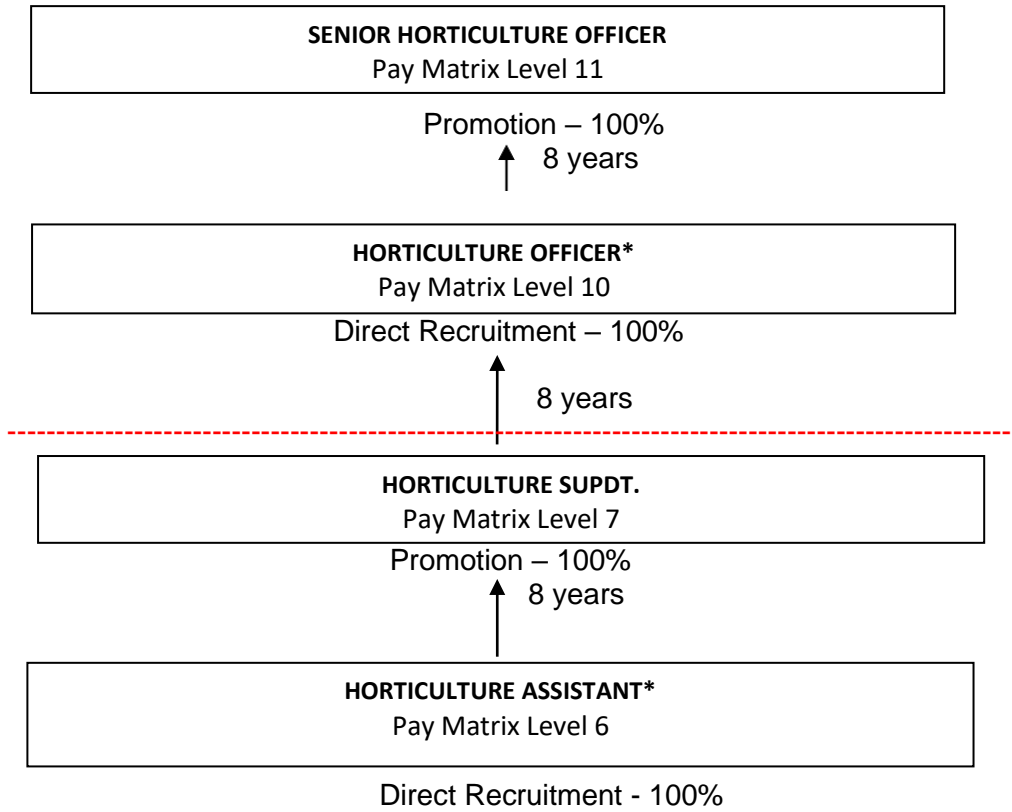 SENIOR HORTICULTURE OFFICER
Pay Matrix Level 11
Promotion – 100%
8 years
HORTICULTURE OFFICER*
Pay Matrix Level 10
Direct Recruitment – 100%
8 years
HORTICULTURE SUPDT.
Pay Matrix Level 7
Promotion – 100%
8 years
HORTICULTURE ASSISTANT*
Pay Matrix Level 6
Direct Recruitment - 100%